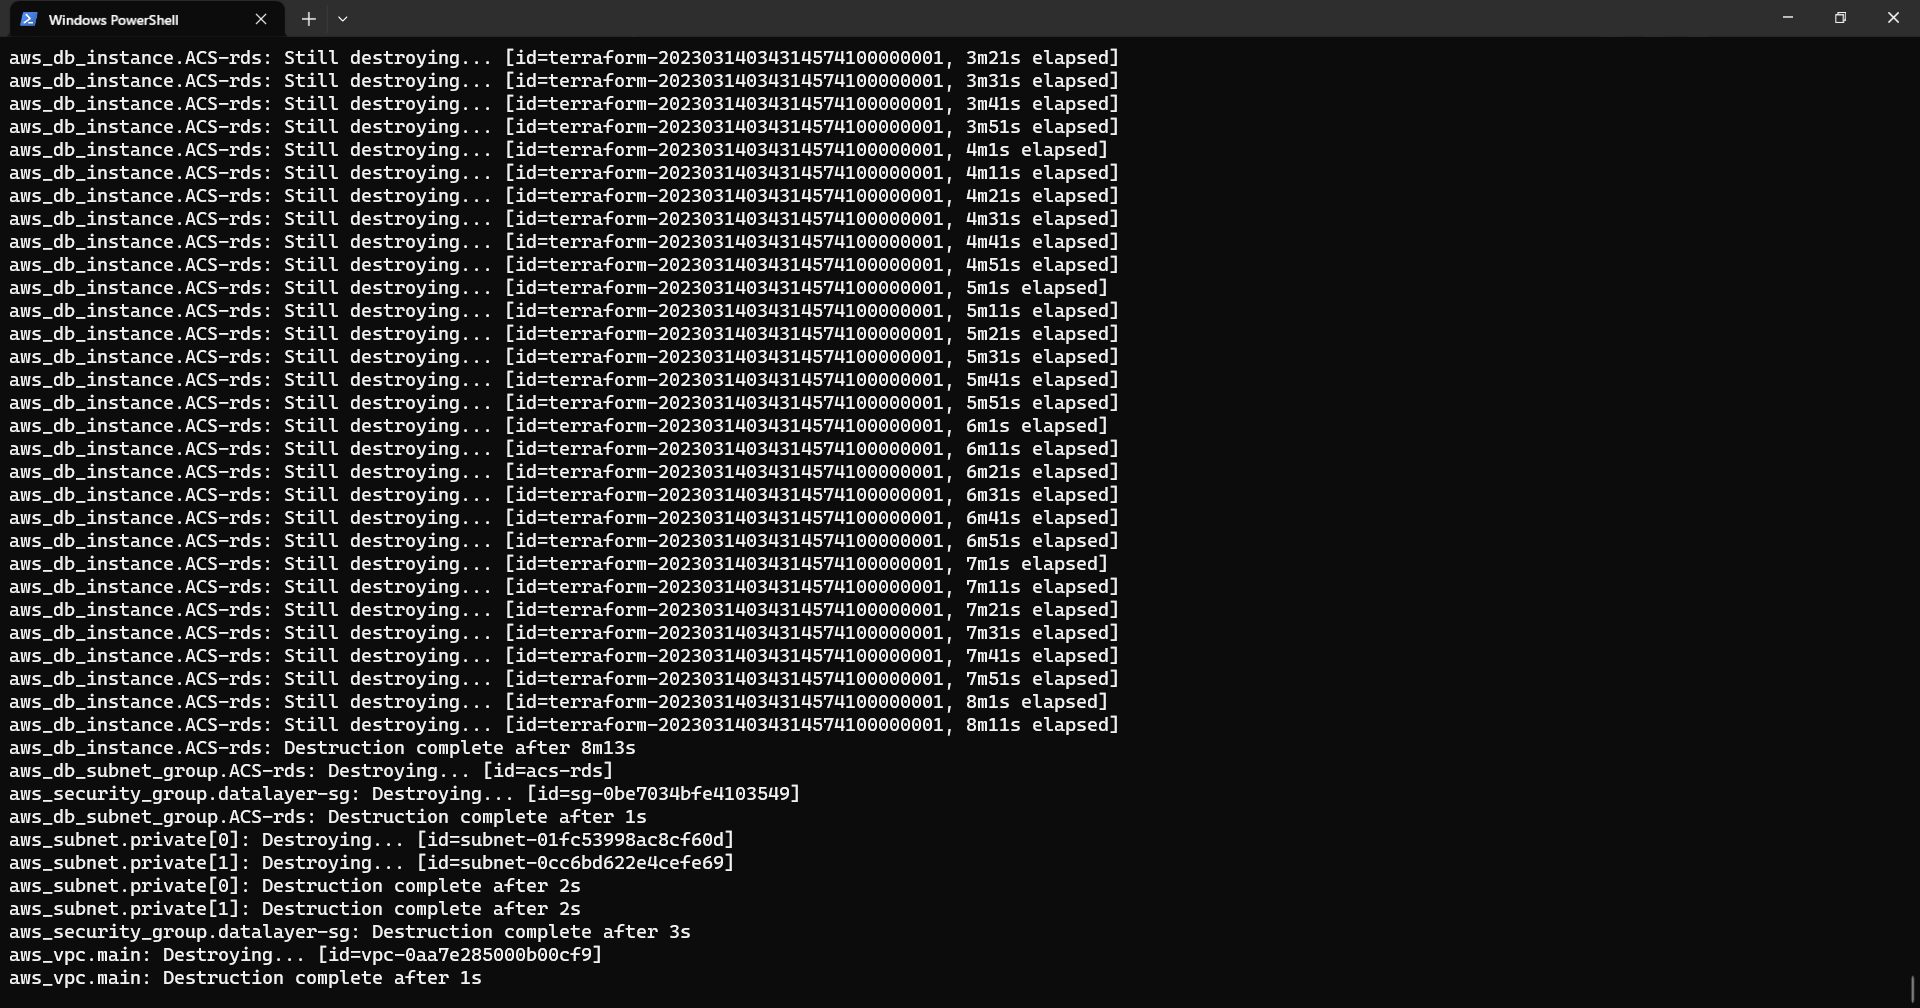 Windows PowerShell
aws_db_instance.ACS-rds: Still destroying... [id=terraform-20230314034314574100000001, 3m21s elapsed]
aws_db_instance.ACS-rds: Still destroying... [id=terraform-20230314034314574100000001, 3m31s elapsed]
aws_db_instance.ACS-rds: Still destroying... [id=terraform-20230314034314574100000001, 3m41s elapsed]
aws_db_instance.ACS-rds: Still destroying... [id=terraform-20230314034314574100000001, 3m51s elapsed]
aws_db_instance.ACS-rds: Still destroying... [id=terraform-20230314034314574100000001, 4m1s elapsed]
aws_db_instance.ACS-rds: Still destroying... [id=terraform-20230314034314574100000001, 4m11s elapsed]
aws_db_instance.ACS-rds: Still destroying... [id=terraform-20230314034314574100000001, 4m21s elapsed]
aws_db_instance.ACS-rds: Still destroying... [id=terraform-20230314034314574100000001, 4m31s elapsed]
aws_db_instance.ACS-rds: Still destroying... [id=terraform-20230314034314574100000001, 4m41s elapsed]
aws_db_instance.ACS-rds: Still destroying... [id=terraform-20230314034314574100000001, 4m51s elapsed]
aws_db_instance.ACS-rds: Still destroying... [id=terraform-20230314034314574100000001, 5m1s elapsed]
aws_db_instance.ACS-rds: Still destroying... [id=terraform-20230314034314574100000001, 5m11s elapsed]
aws_db_instance.ACS-rds: Still destroying... [id=terraform-20230314034314574100000001, 5m21s elapsed]
aws_db_instance.ACS-rds: Still destroying... [id=terraform-20230314034314574100000001, 5m31s elapsed]
aws_db_instance.ACS-rds: Still destroying... [id=terraform-20230314034314574100000001, 5m41s elapsed]
aws_db_instance.ACS-rds: Still destroying... [id=terraform-20230314034314574100000001, 5m51s elapsed]
aws_db_instance.ACS-rds: Still destroying... [id=terraform-20230314034314574100000001, 6m1s elapsed]
aws_db_instance.ACS-rds: Still destroying... [id=terraform-20230314034314574100000001, 6m11s elapsed]
aws_db_instance.ACS-rds: Still destroying... [id=terraform-20230314034314574100000001, 6m21s elapsed]
aws_db_instance.ACS-rds: Still destroying... [id=terraform-20230314034314574100000001, 6m31s elapsed]
aws_db_instance.ACS-rds: Still destroying... [id=terraform-20230314034314574100000001, 6m41s elapsed]
aws_db_instance.ACS-rds: Still destroying... [id=terraform-20230314034314574100000001, 6m51s elapsed]
aws_db_instance.ACS-rds: Still destroying... [id=terraform-20230314034314574100000001, 7m1s elapsed]
aws_db_instance.ACS-rds: Still destroying... [id=terraform-20230314034314574100000001, 7m11s elapsed]
aws_db_instance.ACS-rds: Still destroying... [id=terraform-20230314034314574100000001, 7m21s elapsed]
aws_db_instance.ACS-rds: Still destroying... [id=terraform-20230314034314574100000001, 7m31s elapsed]
aws_db_instance.ACS-rds: Still destroying... [id=terraform-20230314034314574100000001, 7m41s elapsed]
aws_db_instance.ACS-rds: Still destroying... [id=terraform-20230314034314574100000001, 7m51s elapsed]
aws_db_instance.ACS-rds: Still destroying... [id=terraform-20230314034314574100000001, 8m1s elapsed]
aws_db_instance.ACS-rds: Still destroying... [id=terraform-20230314034314574100000001, 8m11s elapsed]
aws_db_instance.ACS-rds: Destruction complete after 8m13s
aws_db_subnet_group.ACS-rds: Destroying... [id=acs-rds]
aws_security_group.datalayer-sg: Destroying... [id=sg-0be7034bfe4103549]
aws_db_subnet_group.ACS-rds: Destruction complete after 1s
aws_subnet.private[0]: Destroying... [id=subnet-01fc53998ac8cf60d]
aws_subnet.private[1]: Destroying... [id=subnet-0cc6bd622e4cefe69]
aws_subnet.private[0]: Destruction complete after 2s
aws_subnet.private[1]: Destruction complete after 2s
aws_security_group.datalayer-sg: Destruction complete after 3s
aws_vpc.main: Destroying... [id=vpc-0aa7e285000b00cf9]
aws_vpc.main: Destruction complete after 1s